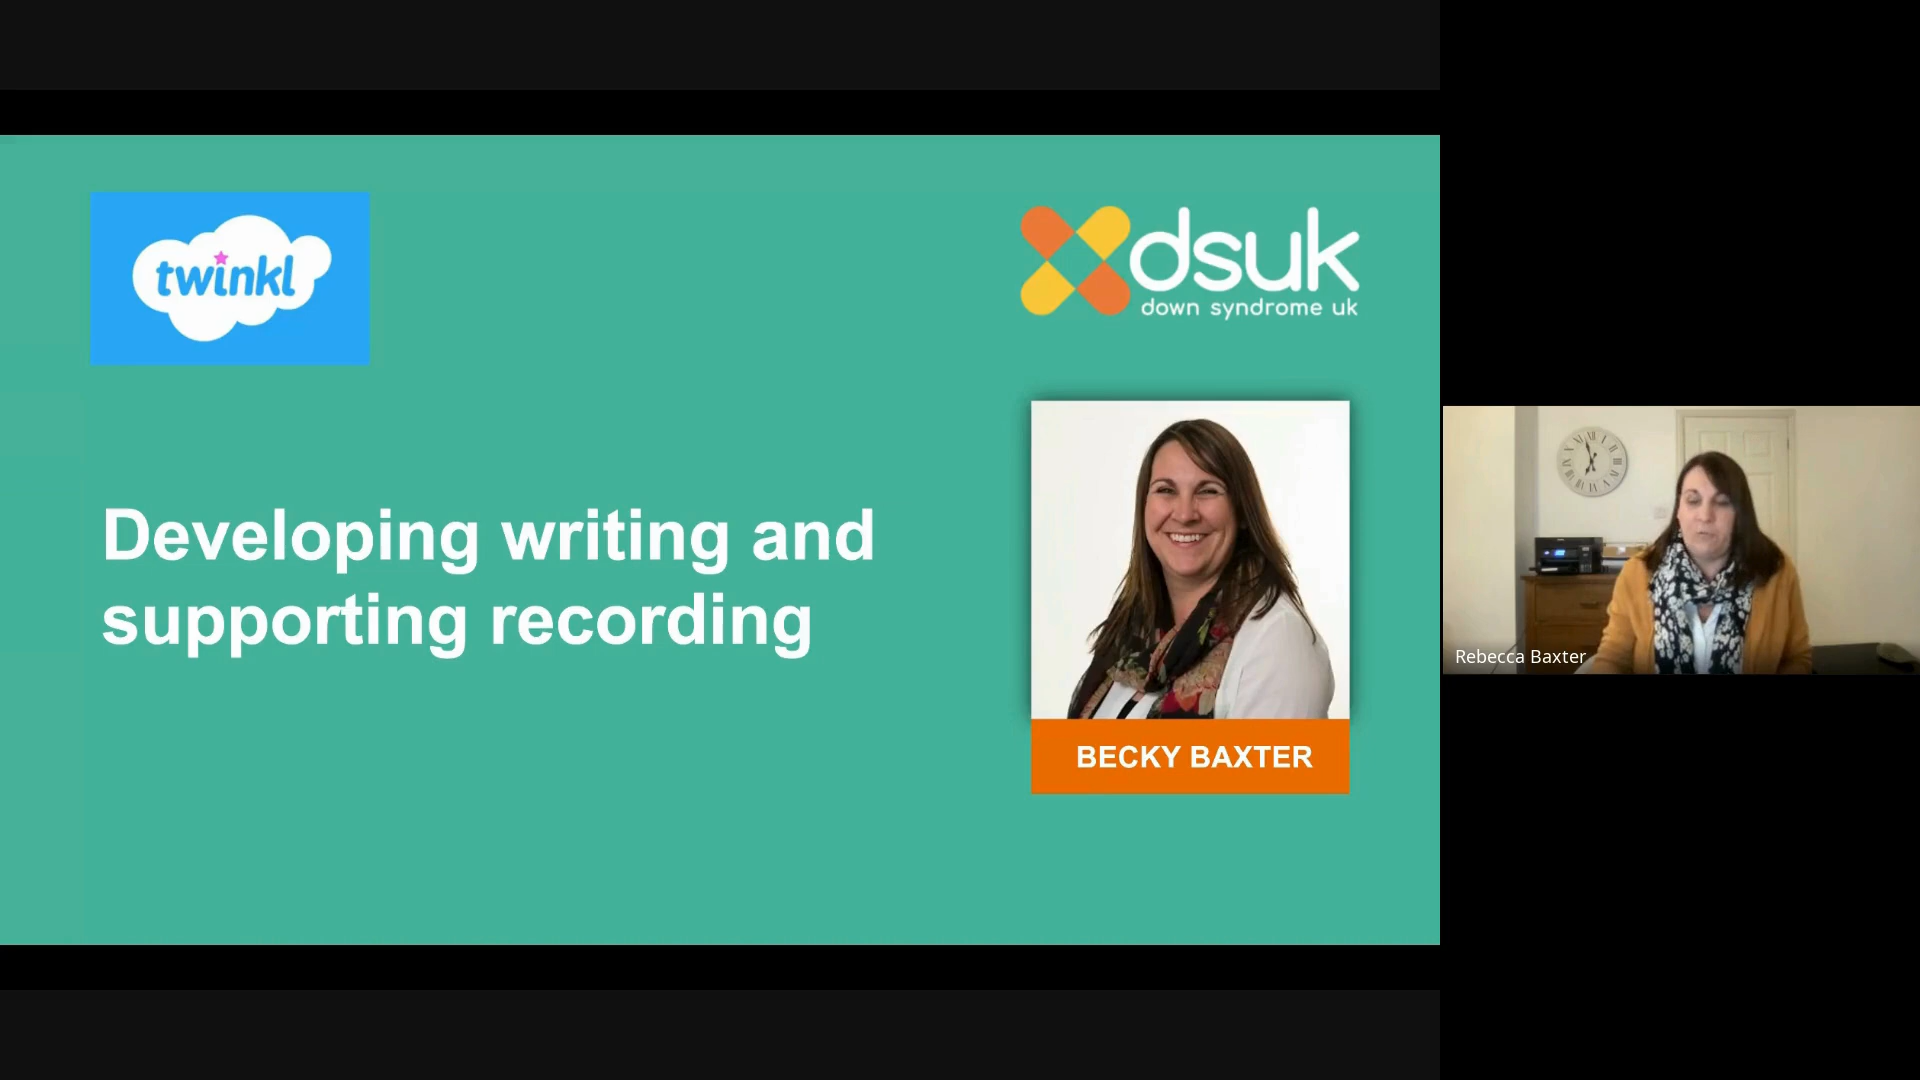 twinkl
dsuk
down syndrome uk
Developing writing and
supporting recording
BECKY BAXTER
Rebecca Baxter